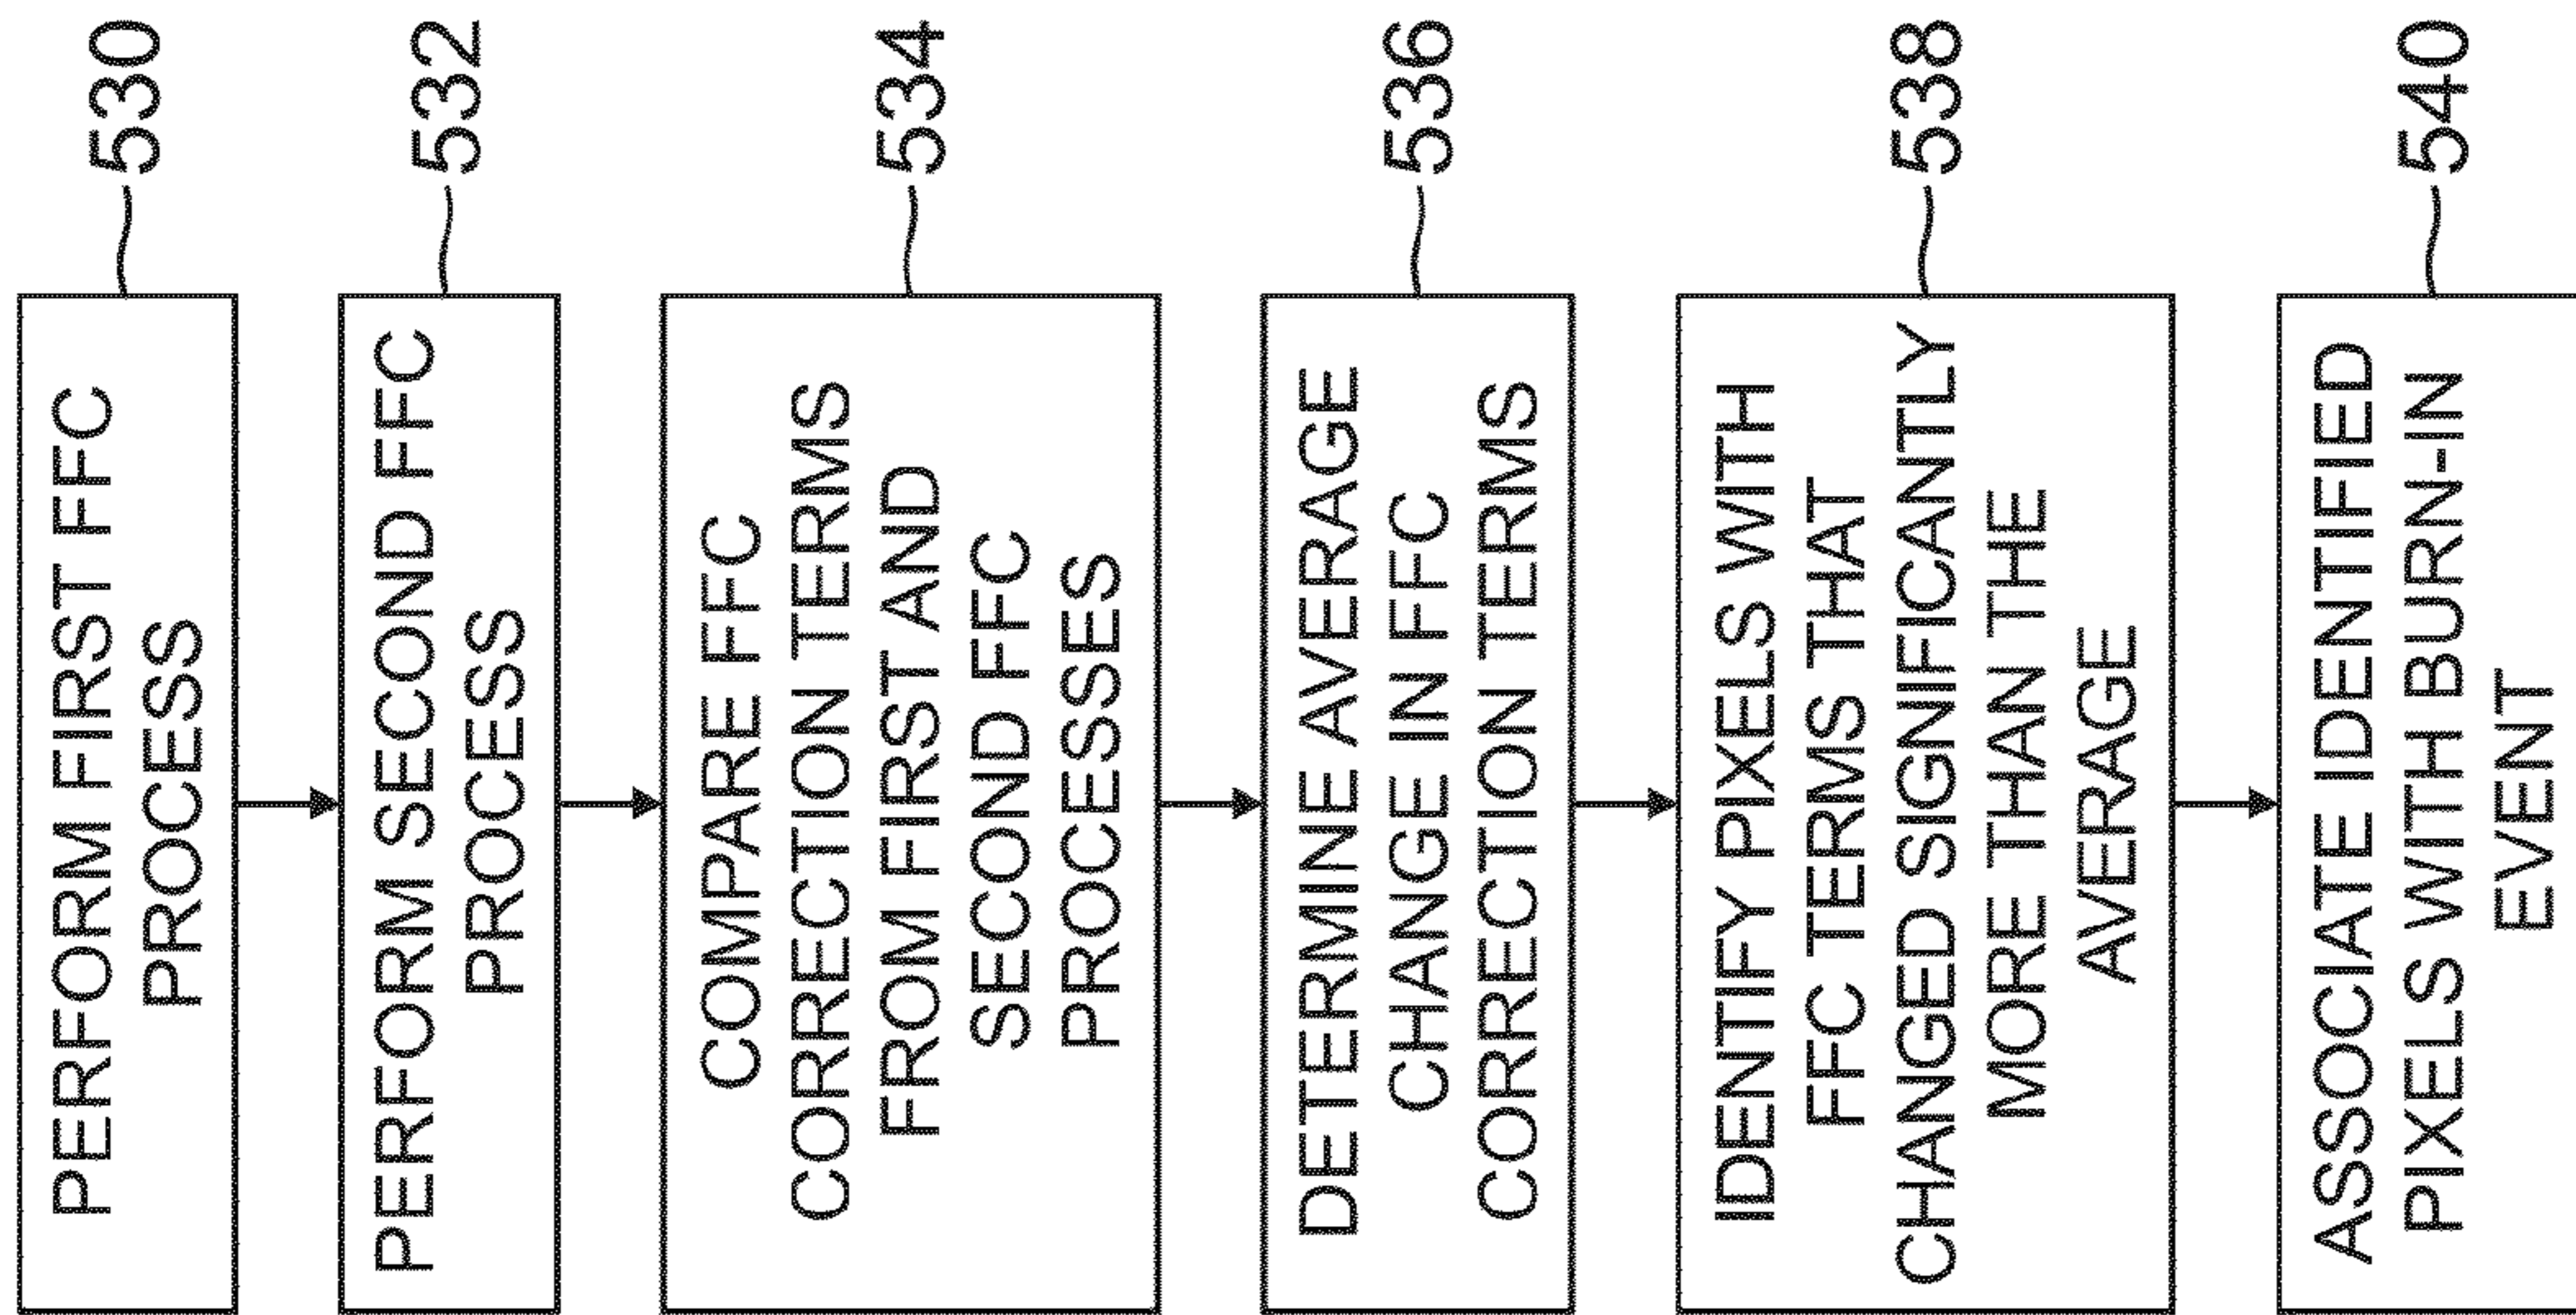 PERFORM FIRST FFC
PROCESS
530
PERFORM SECOND FFC
PROCESS
532
COMPARE FFC
CORRECTION TERMS
FROM FIRST AND
SECOND FFC
PROCESSES
534
DETERMINE AVERAGE
CHANGE IN FFC
CORRECTION TERMS
536
IDENTIFY PIXELS WITH
FFC TERMS THAT
CHANGED SIGNIFICANTLY
MORE THAN THE
AVERAGE
538
ASSOCIATE IDENTIFIED
PIXELS WITH BURN-IN
EVENT
540